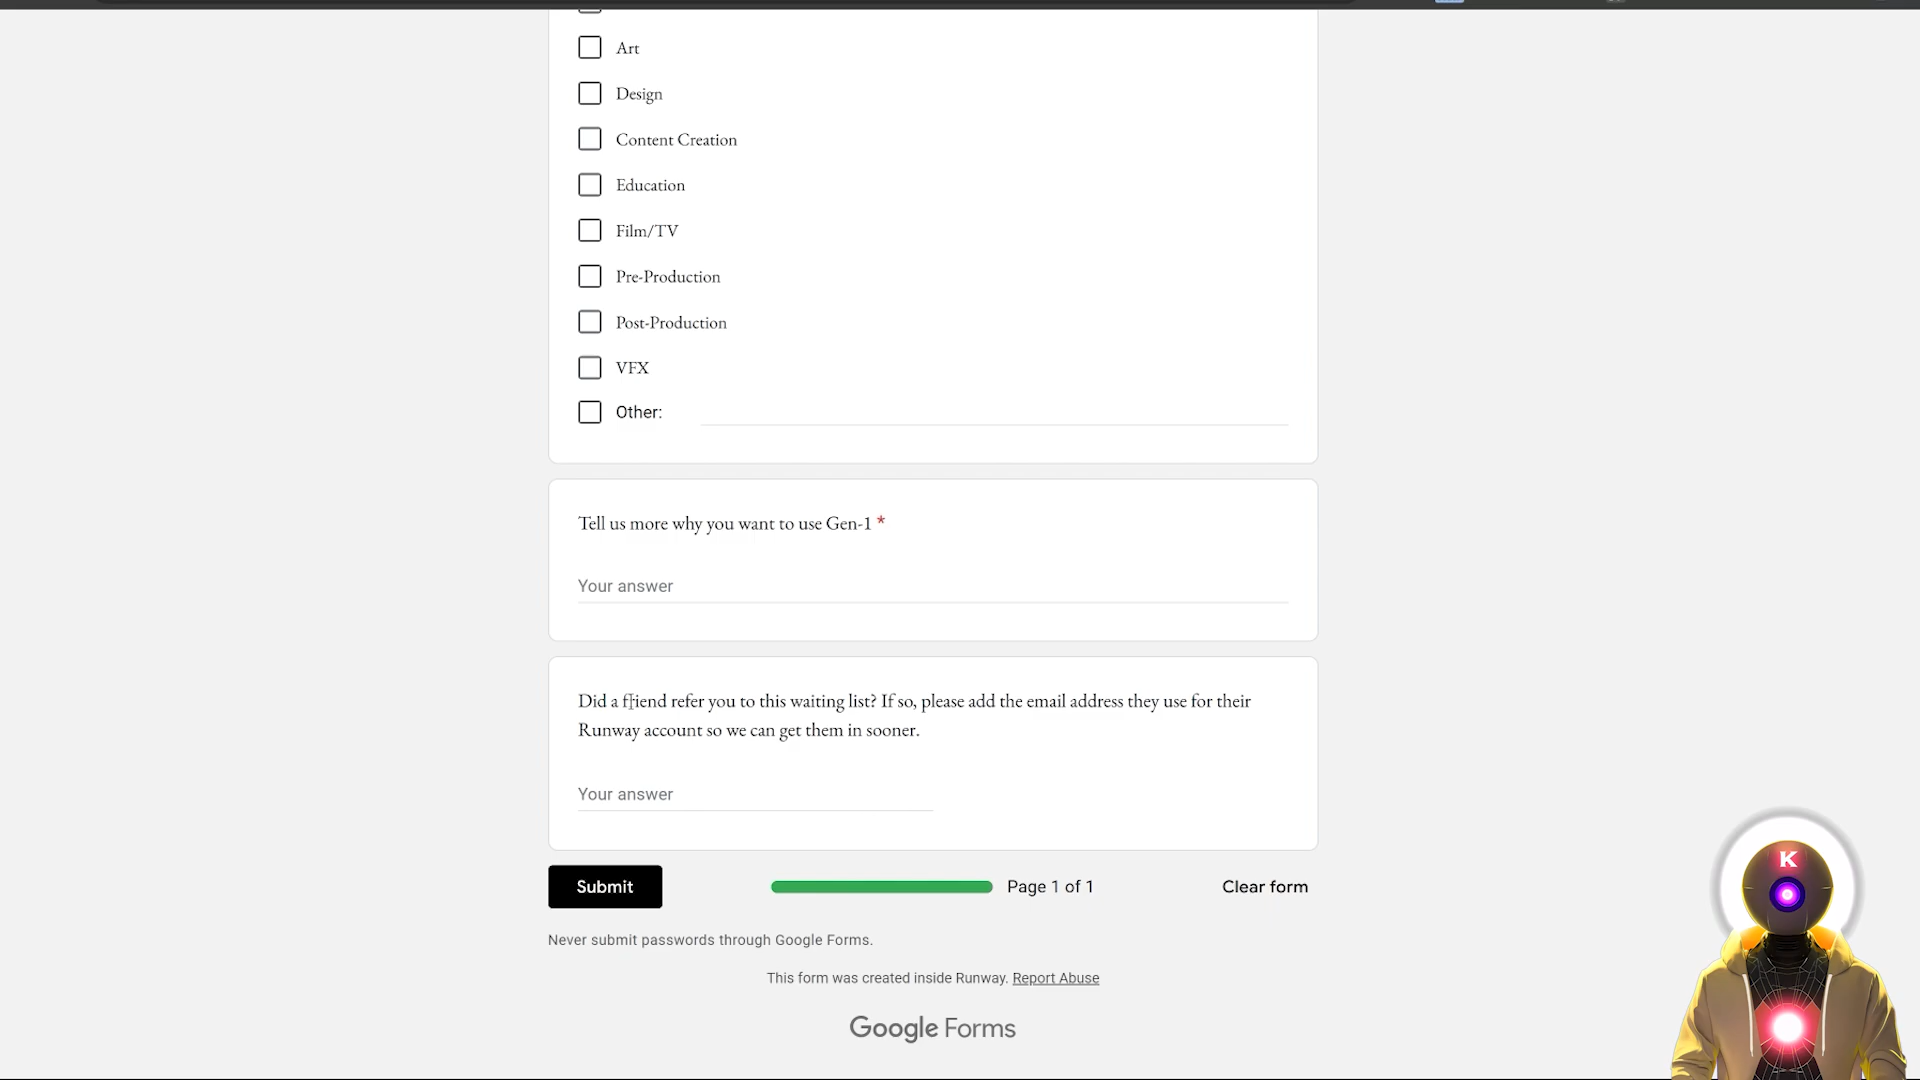 Art
Design
Content Creation
Education
Film/TV
Pre-Production
Post-Production
VFX
Other:
Tell us more why you want to use Gen-1 *
Your answer
Did a friend refer you to this waiting list? If so, please add the email address they use for their
Runway account so we can get them in sooner.
Your answer
Submit
Page 1 of 1
Clear form
Never submit passwords through Google Forms.
This form was created inside Runway. Report Abuse
Google Forms
K